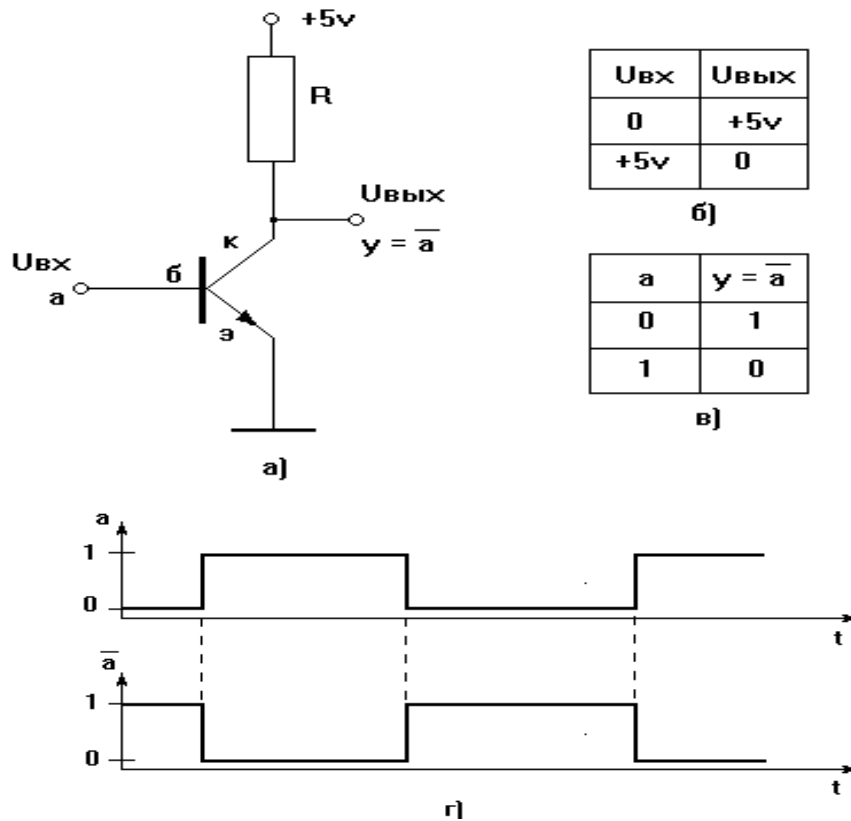 +5v
R
Uвых
y = a̅
к
Uвх
а
б
э
а)
Uвх Uвых
0 +5v
+5v 0
б)
a y = a̅
0 1
1 0
в)
a
1
0
t
a̅
1
0
t
г)